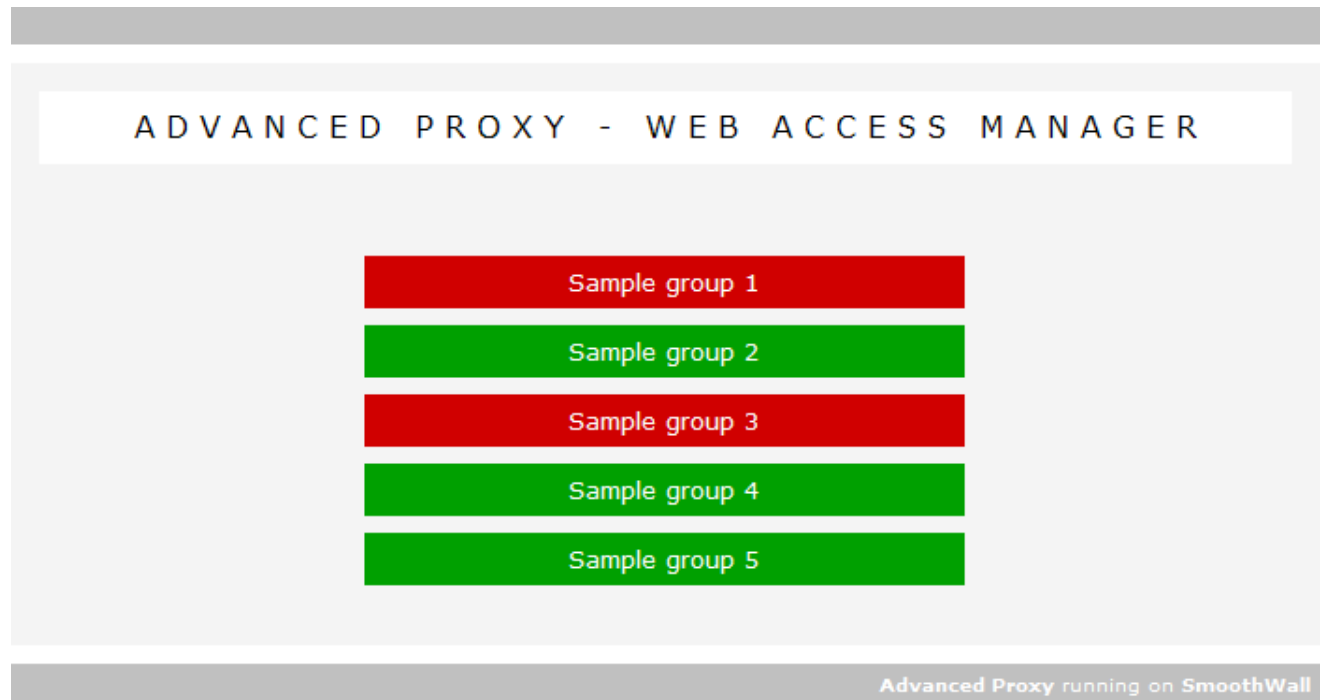 ADVANCED PROXY - WEB ACCESS MANAGER
Sample group 1
Sample group 2
Sample group 3
Sample group 4
Sample group 5
Advanced Proxy running on SmoothWall